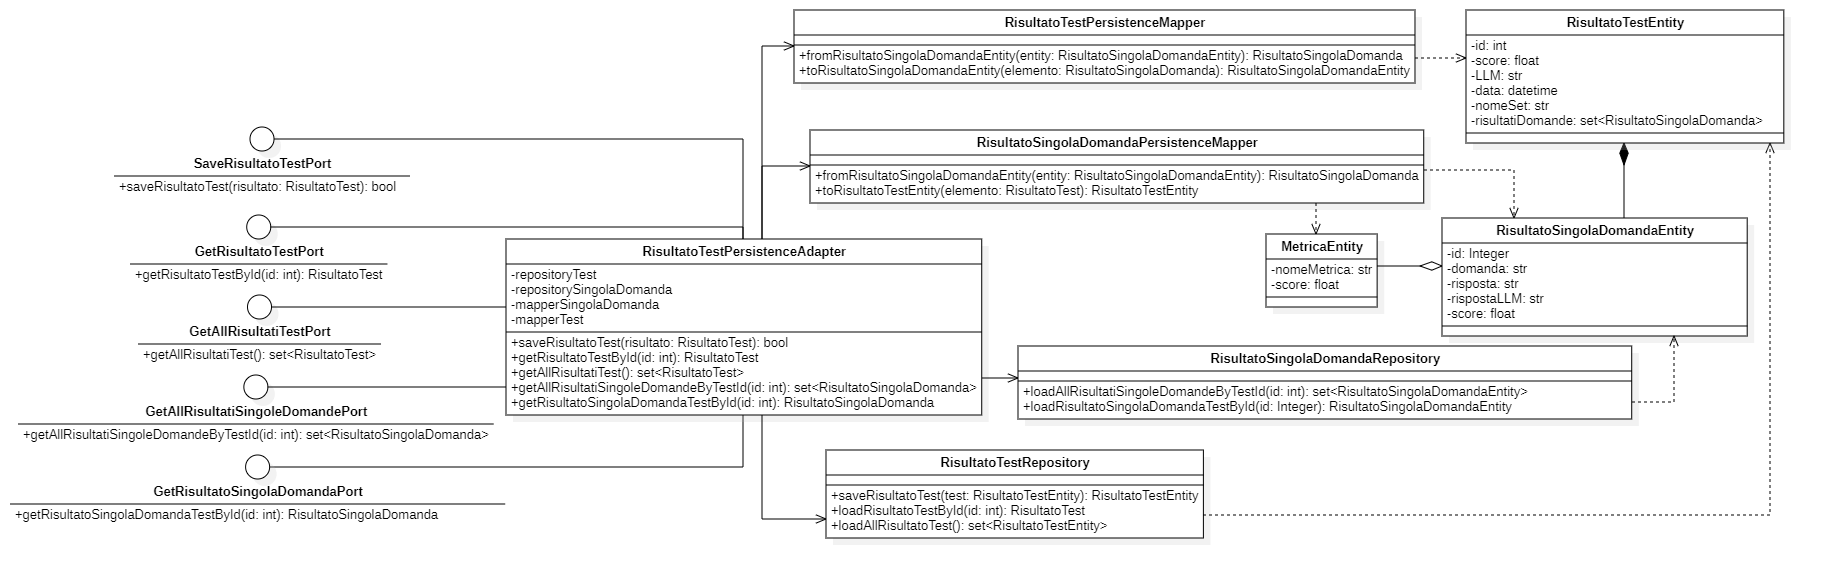 RisultatoTestPersistenceMapper
+fromRisultatoSingolaDomandaEntity(entity: RisultatoSingolaDomandaEntity): RisultatoSingolaDomanda
+toRisultatoSingolaDomandaEntity(elemento: RisultatoSingolaDomanda): RisultatoSingolaDomandaEntity
RisultatoTestEntity
-id: int
-score: float
-LLM: str
-data: datetime
-nomeSet: str
-risultatiDomande: set<RisultatoSingolaDomanda>
SaveRisultatoTestPort
+saveRisultatoTest(risultato: RisultatoTest): bool
RisultatoSingolaDomandaPersistenceMapper
+fromRisultatoSingolaDomandaEntity(entity: RisultatoSingolaDomandaEntity): RisultatoSingolaDomanda
+toRisultatoTestEntity(elemento: RisultatoTest): RisultatoTestEntity
GetRisultatoTestPort
+getRisultatoTestById(id: int): RisultatoTest
GetAllRisultatiTestPort
+getAllRisultatiTest(): set<RisultatoTest>
GetAllRisultatiSingoleDomandePort
+getAllRisultatiSingoleDomandeByTestId(id: int): set<RisultatoSingolaDomanda>
GetRisultatoSingolaDomandaPort
+getRisultatoSingolaDomandaTestById(id: int): RisultatoSingolaDomanda
RisultatoTestPersistenceAdapter
-repositoryTest
-repositorySingolaDomanda
-mapperSingolaDomanda
-mapperTest
+saveRisultatoTest(risultato: RisultatoTest): bool
+getRisultatoTestById(id: int): RisultatoTest
+getAllRisultatiTest(): set<RisultatoTest>
+getAllRisultatiSingoleDomandeByTestId(id: int): set<RisultatoSingolaDomanda>
+getRisultatoSingolaDomandaTestById(id: int): RisultatoSingolaDomanda
MetricaEntity
-nomeMetrica: str
-score: float
RisultatoSingolaDomandaEntity
-id: Integer
-domanda: str
-risposta: str
-rispostaLLM: str
-score: float
RisultatoSingolaDomandaRepository
+loadAllRisultatiSingoleDomandeByTestId(id: int): set<RisultatoSingolaDomandaEntity>
+loadRisultatoSingolaDomandaTestById(id: Integer): RisultatoSingolaDomandaEntity
RisultatoTestRepository
+saveRisultatoTest(test: RisultatoTestEntity): RisultatoTestEntity
+loadRisultatoTestById(id: int): RisultatoTest
+loadAllRisultatoTest(): set<RisultatoTestEntity>